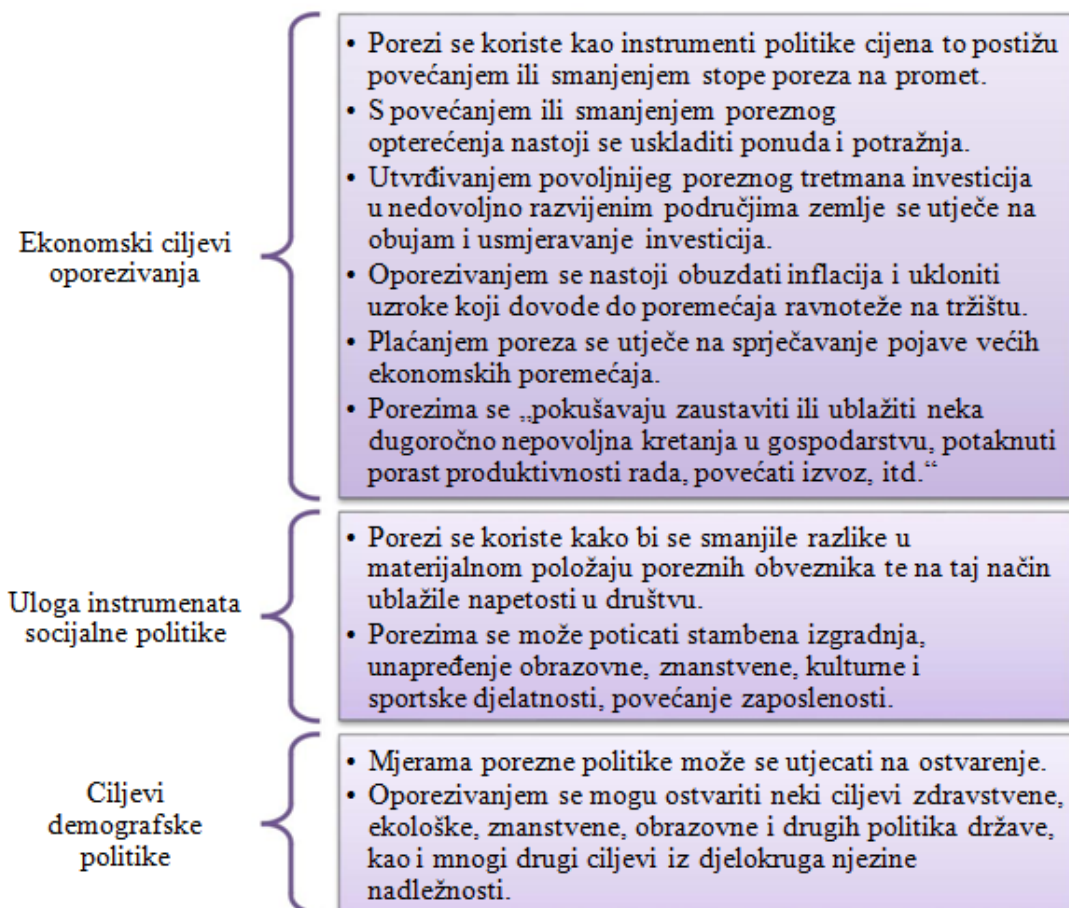 Ekonomski ciljevi
oporezivanja
• Porezi se koriste kao instrumenti politike cijena to postižu
povećanjem ili smanjenjem stope poreza na promet.
• S povećanjem ili smanjenjem poreznog
opterećenja nastoji se uskladiti ponuda i potražnja.
• Utvrđivanjem povoljnijeg poreznog tretmana investicija
u nedovoljno razvijenim područjima zemlje se utječe na
obujam i usmjeravanje investicija.
• Oporezivanjem se nastoji obuzdati inflacija i ukloniti
uzroke koji dovode do poremećaja ravnoteže na tržištu.
• Plaćanjem poreza se utječe na sprječavanje pojave većih
ekonomskih poremećaja.
• Porezima se „pokušavaju zaustaviti ili ublažiti neka
dugoročno nepovoljna kretanja u gospodarstvu, potaknuti
porast produktivnosti rada, povećati izvoz, itd.“
Uloga instrumenata
socijalne politike
• Porezi se koriste kako bi se smanjile razlike u
materijalnom položaju poreznih obveznika te na taj način
ublažile napetosti u društvu.
• Porezima se može poticati stambena izgradnja,
unapređenje obrazovne, znanstvene, kulturne i
sportske djelatnosti, povećanje zaposlenosti.
Ciljevi
demografske
politike
• Mjerama porezne politike može se utjecati na ostvarenje.
• Oporezivanjem se mogu ostvariti neki ciljevi zdravstvene,
ekološke, znanstvene, obrazovne i drugih politika države,
kao i mnogi drugi ciljevi iz djelokruga njezine
nadležnosti.